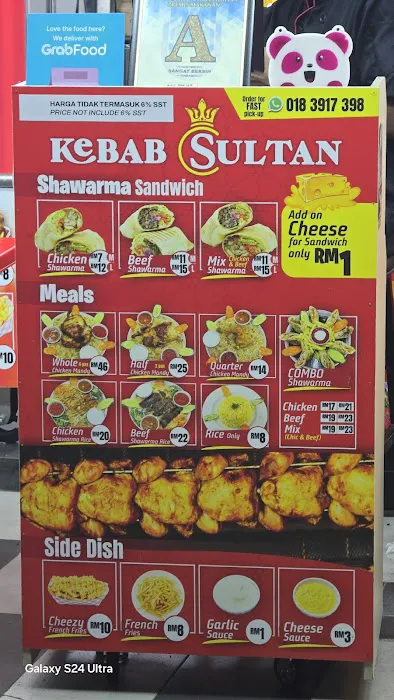 Love the food here?
We deliver with
GrabFood
A
HARGA TIDAK TERMASUK 6% SST
PRICE NOT INCLUDE 6% SST
Order for
FAST
pick-up
018 3917 398
KeBAB SULTAN
Shawarma Sandwich
Add on
Cheese
for Sandwich
only RM1
Chicken Shawarma RM7 M RM12 L
Beef Shawarma RM11 M RM15 L
Mix Chicken & Beef Shawarma RM11 M RM15 L
Meals
Whole Chicken Mandy RM46
Half Chicken Mandy RM25
Quarter Chicken Mandy RM14
COMBO
Shawarma
Chicken RM17 RM21
Beef RM19 RM23
Mix RM19 RM23
(Chic & Beef)
Chicken Shawarma Rice RM20
Beef Shawarma Rice RM22
Rice Only RM8
Side Dish
Cheezy French Fries RM10
French Fries RM8
Garlic Sauce RM1
Cheese Sauce RM3
8
10
Galaxy S24 Ultra